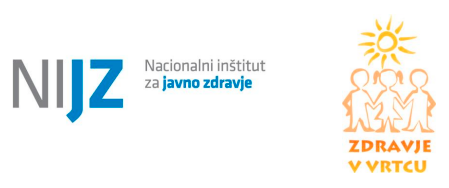 NIJZ
Nacionalni inštitut
za javno zdravje
ZDRAVJE
V VRTCU